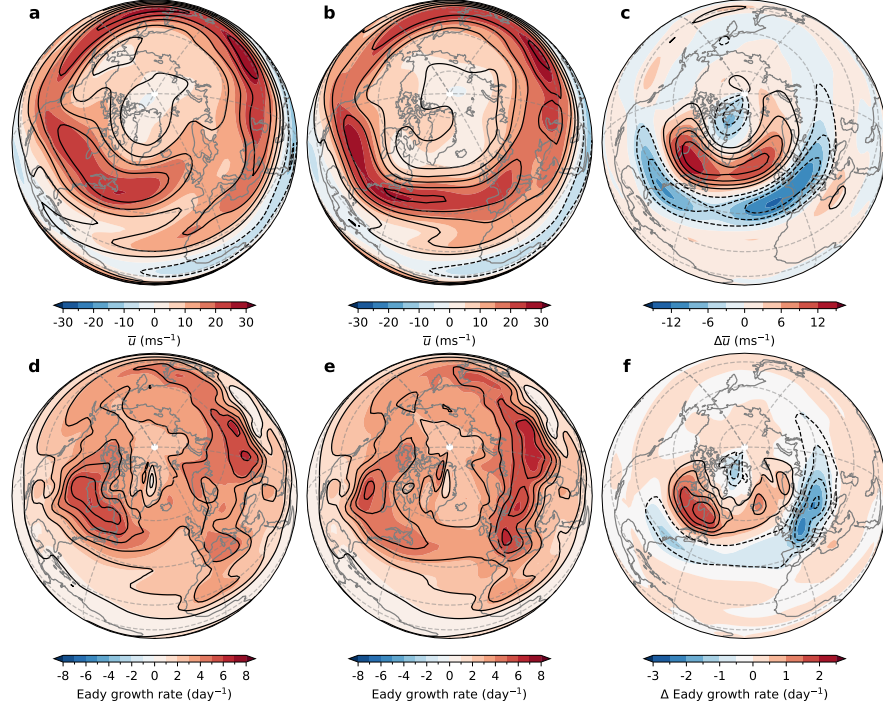 a b c
-30 -20 -10 0 10 20 30
u̅ (ms⁻¹)
-30 -20 -10 0 10 20 30
u̅ (ms⁻¹)
-12 -6 0 6 12
Δu̅ (ms⁻¹)
d e f
-8 -6 -4 -2 0 2 4 6 8
Eady growth rate (day⁻¹)
-8 -6 -4 -2 0 2 4 6 8
Eady growth rate (day⁻¹)
-3 -2 -1 0 1 2
Δ Eady growth rate (day⁻¹)